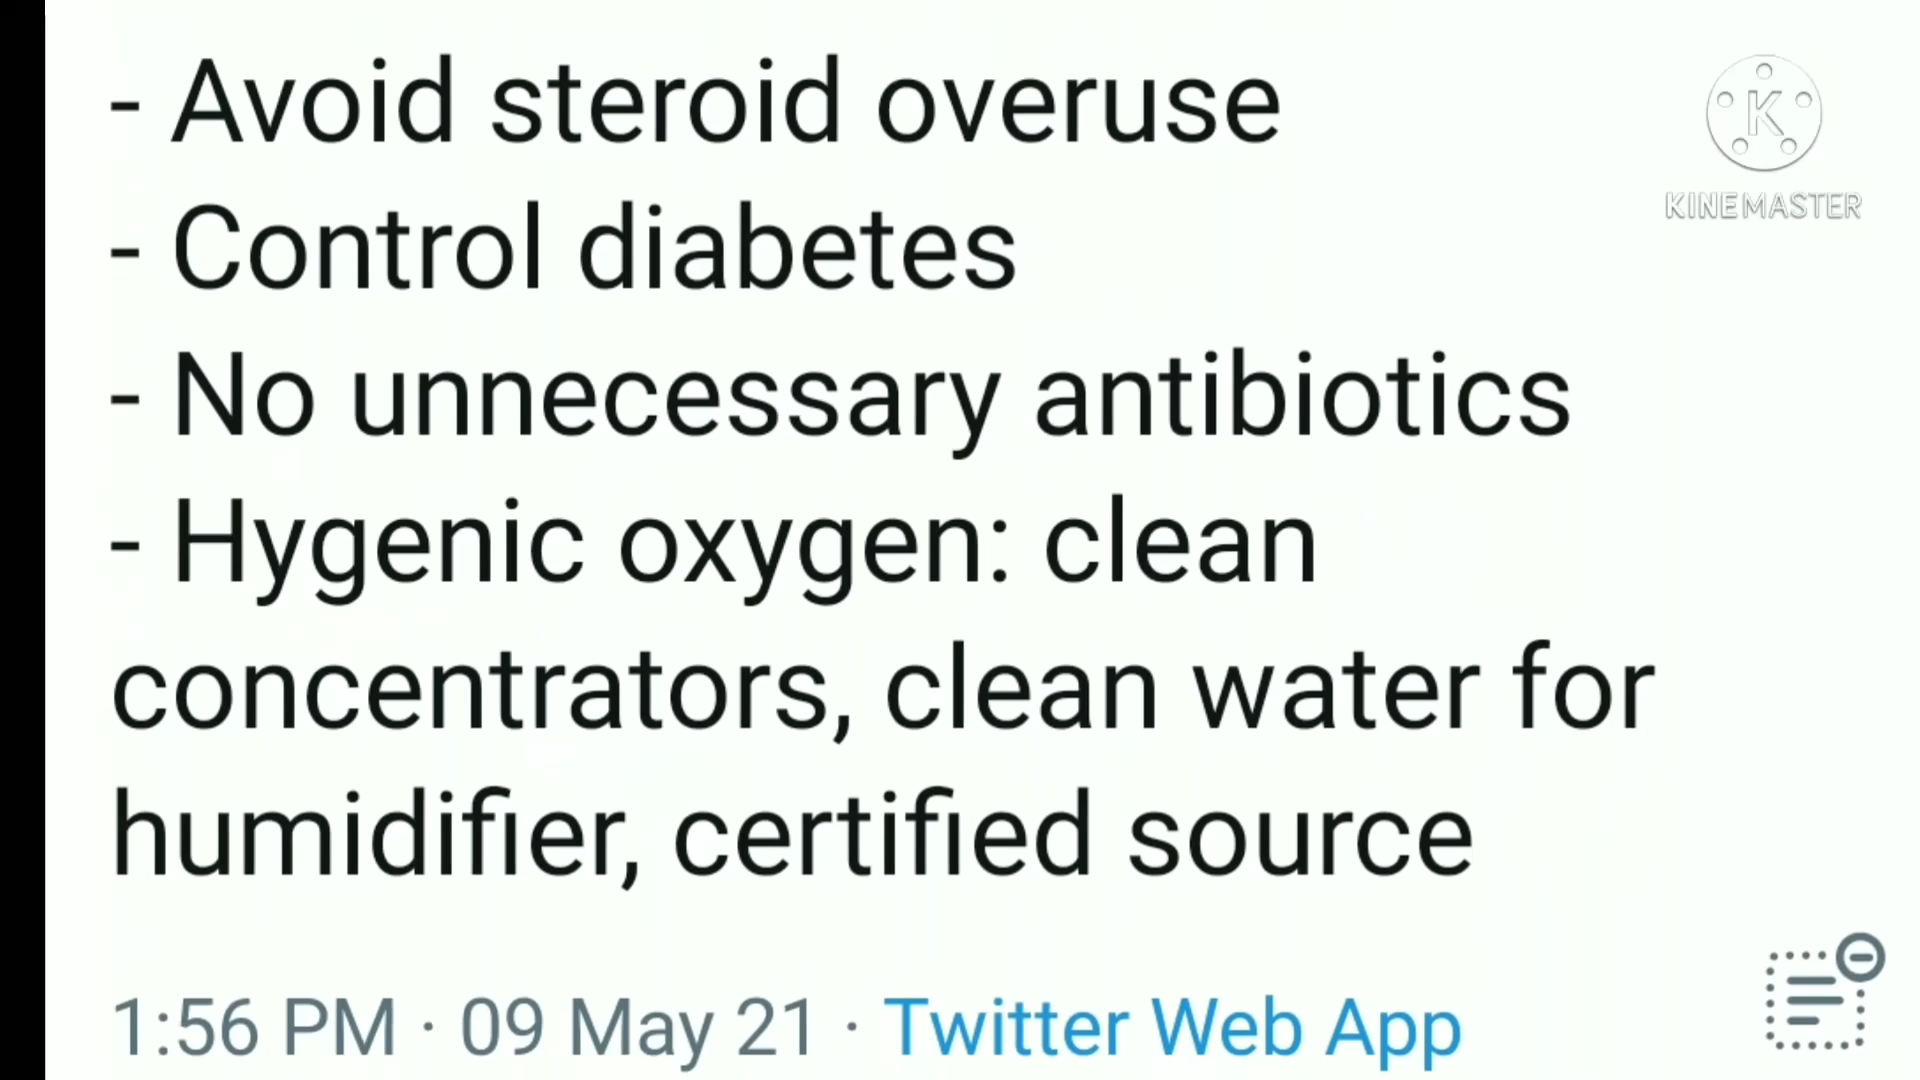 - Avoid steroid overuse
KINEMASTER
- Control diabetes
- No unnecessary antibiotics
- Hygenic oxygen: clean
concentrators, clean water for
humidifier, certified source
1:56 PM · 09 May 21 · Twitter Web App